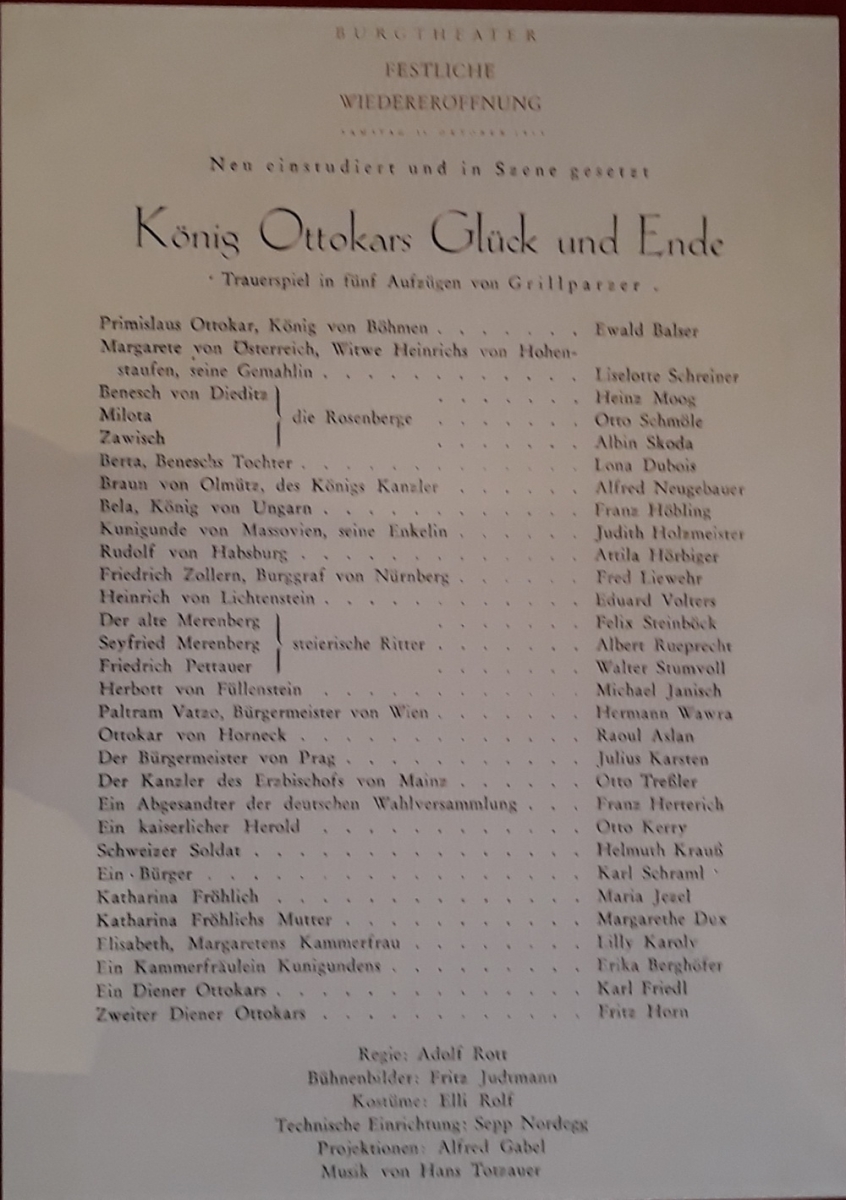 BURGTHEATER
FESTLICHE
WIEDERERÖFFNUNG
SAMSTAG 15 OKTOBER 1955
Neu einstudiert und in Szene gesetzt
König Ottokars Glück und Ende
Trauerspiel in fünf Aufzügen von Grillparzer .
Primislaus Ottokar, König von Böhmen . . . . . . . Ewald Balser
Margarete von Österreich, Witwe Heinrichs von Hohen-
staufen, seine Gemahlin . . . . . . . . . . . . Liselotte Schreiner
Benesch von Dieditz . . . . . . . Heinz Moog
Milota die Rosenberge . . . . . . . Otto Schmöle
Zawisch . . . . . . . Albin Skoda
Berta, Beneschs Tochter . . . . . . . . . . . . . Lona Dubois
Braun von Olmütz, des Königs Kanzler . . . . . . Alfred Neugebauer
Bela, König von Ungarn . . . . . . . . . . . . Franz Höbling
Kunigunde von Massovien, seine Enkelin . . . . . . Judith Holzmeister
Rudolf von Habsburg . . . . . . . . . . . . . Attila Hörbiger
Friedrich Zollern, Burggraf von Nürnberg . . . . . . Fred Liewehr
Heinrich von Lichtenstein . . . . . . . . . . . . Eduard Volters
Der alte Merenberg . . . . . . . Felix Steinböck
Seyfried Merenberg steierische Ritter . . . . . . . Albert Rueprecht
Friedrich Pettauer . . . . . . . Walter Stumvoll
Herbott von Füllenstein . . . . . . . . . . . . Michael Janisch
Paltram Vatzo, Bürgermeister von Wien . . . . . . . Hermann Wawra
Ottokar von Horneck . . . . . . . . . . . . . Raoul Aslan
Der Bürgermeister von Prag . . . . . . . . . . . Julius Karsten
Der Kanzler des Erzbischofs von Mainz . . . . . . Otto Treßler
Ein Abgesandter der deutschen Wahlversammlung . . . Franz Herterich
Ein kaiserlicher Herold . . . . . . . . . . . . Otto Kerry
Schweizer Soldat . . . . . . . . . . . . . . . Helmuth Krauß
Ein Bürger . . . . . . . . . . . . . . . . . Karl Schraml
Katharina Fröhlich . . . . . . . . . . . . . . Maria Jezel
Katharina Fröhlichs Mutter . . . . . . . . . . . Margarethe Dux
Elisabeth, Margaretens Kammerfrau . . . . . . . . Lilly Karoly
Ein Kammerfräulein Kunigundens . . . . . . . . . Erika Berghöfer
Ein Diener Ottokars . . . . . . . . . . . . . . Karl Friedl
Zweiter Diener Ottokars . . . . . . . . . . . . Fritz Horn
Regie: Adolf Rott
Bühnenbilder: Fritz Judtmann
Kostüme: Elli Rolf
Technische Einrichtung: Sepp Nordegg
Projektionen: Alfred Gabel
Musik von Hans Totzauer